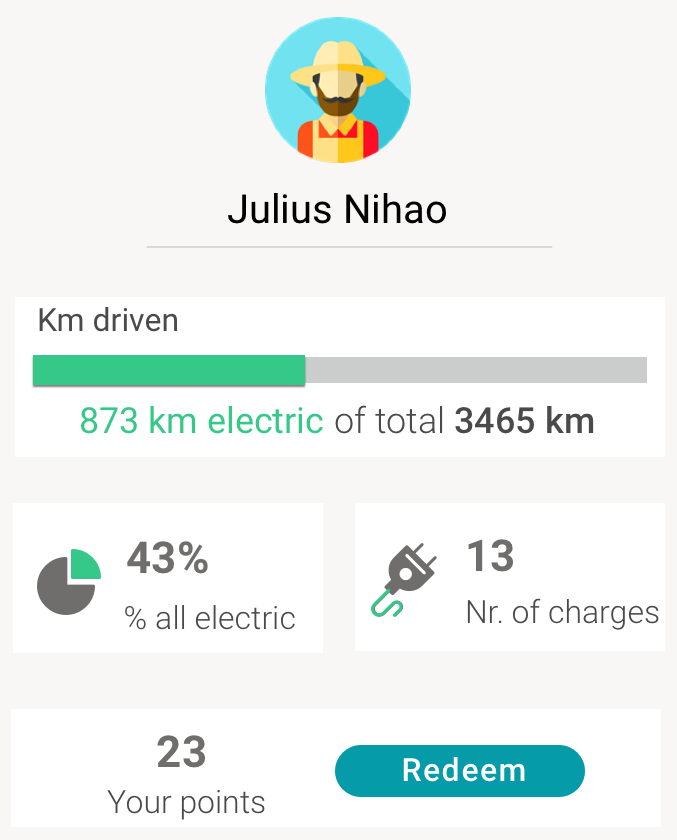 Julius Nihao
Km driven
873 km electric of total 3465 km
43%
% all electric
13
Nr. of charges
23
Your points
Redeem